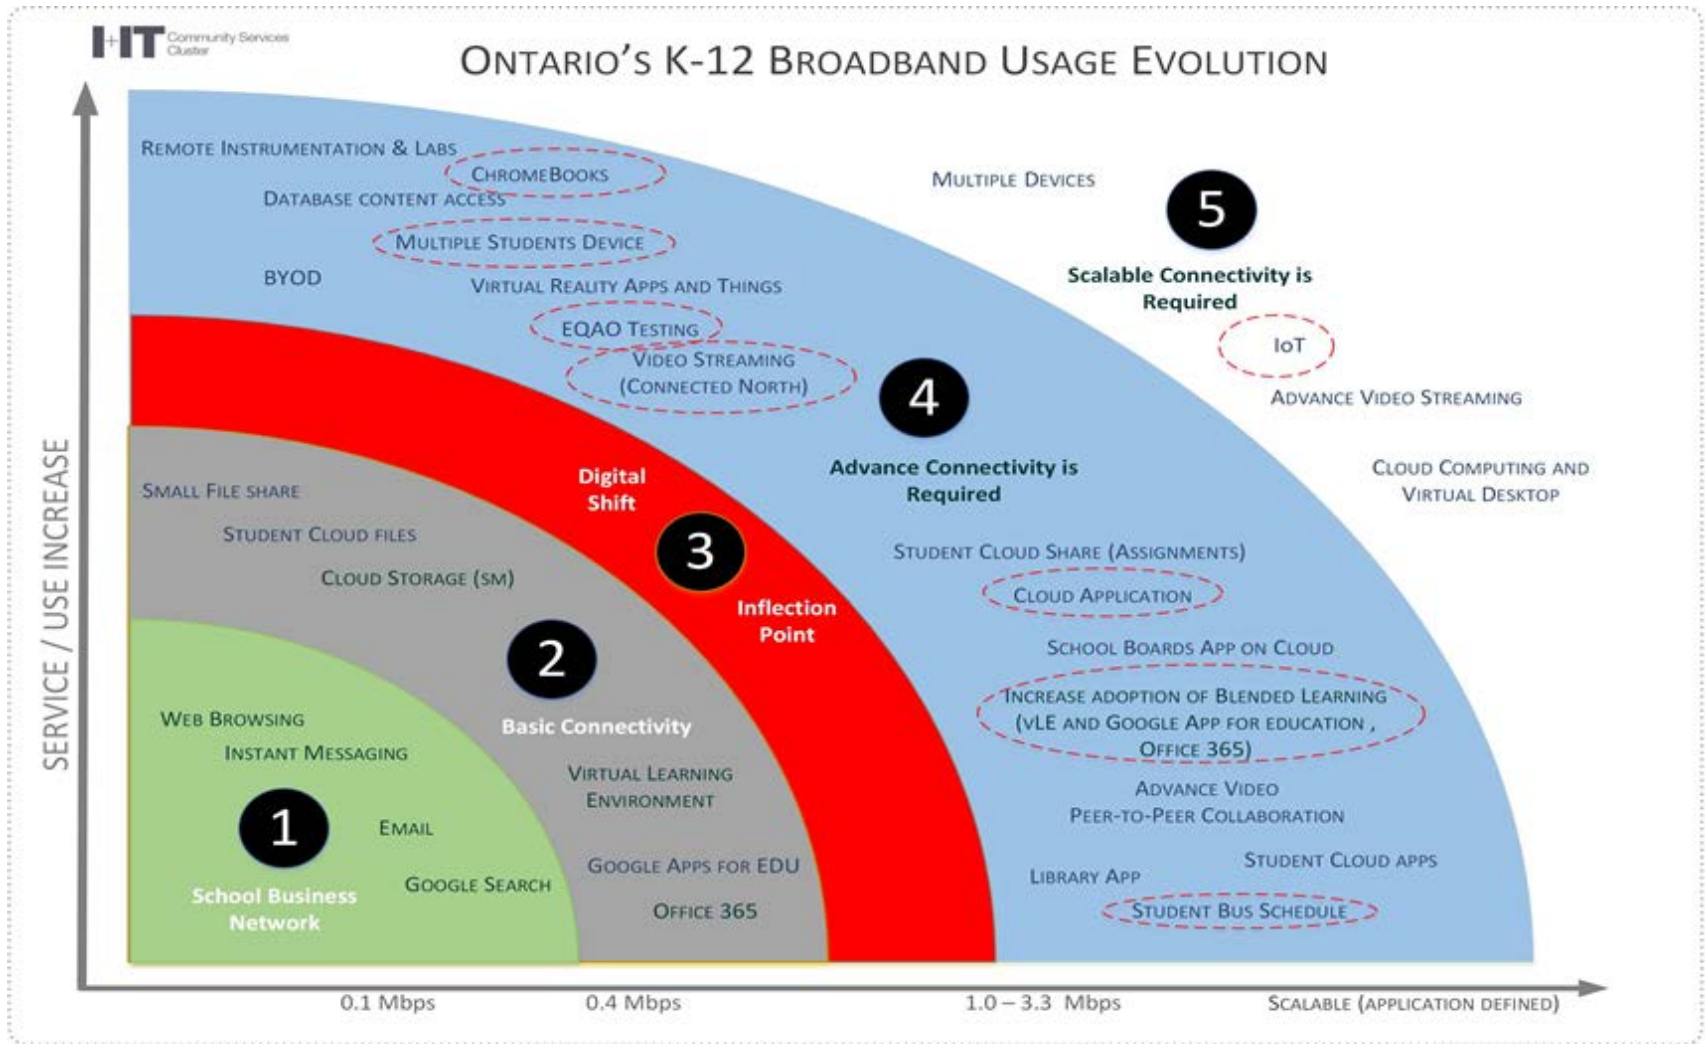 I+IT Community Services
Cluster
ONTARIO'S K-12 BROADBAND USAGE EVOLUTION
SERVICE / USE INCREASE
REMOTE INSTRUMENTATION & LABS
CHROMEBOOKS
DATABASE CONTENT ACCESS
MULTIPLE STUDENTS DEVICE
BYOD
VIRTUAL REALITY APPS AND THINGS
EQAO TESTING
VIDEO STREAMING
(CONNECTED NORTH)
MULTIPLE DEVICES
5
Scalable Connectivity is
Required
IoT
ADVANCE VIDEO STREAMING
CLOUD COMPUTING AND
VIRTUAL DESKTOP
4
Advance Connectivity is
Required
STUDENT CLOUD SHARE (ASSIGNMENTS)
CLOUD APPLICATION
SCHOOL BOARDS APP ON CLOUD
INCREASE ADOPTION OF BLENDED LEARNING
(VLE AND GOOGLE APP FOR EDUCATION ,
OFFICE 365)
ADVANCE VIDEO
PEER-TO-PEER COLLABORATION
STUDENT CLOUD APPS
LIBRARY APP
STUDENT BUS SCHEDULE
Digital
Shift
3
Inflection
Point
SMALL FILE SHARE
STUDENT CLOUD FILES
CLOUD STORAGE (SM)
2
Basic Connectivity
VIRTUAL LEARNING
ENVIRONMENT
GOOGLE APPS FOR EDU
OFFICE 365
WEB BROWSING
INSTANT MESSAGING
1
EMAIL
GOOGLE SEARCH
School Business
Network
0.1 Mbps
0.4 Mbps
1.0 – 3.3 Mbps
SCALABLE (APPLICATION DEFINED)